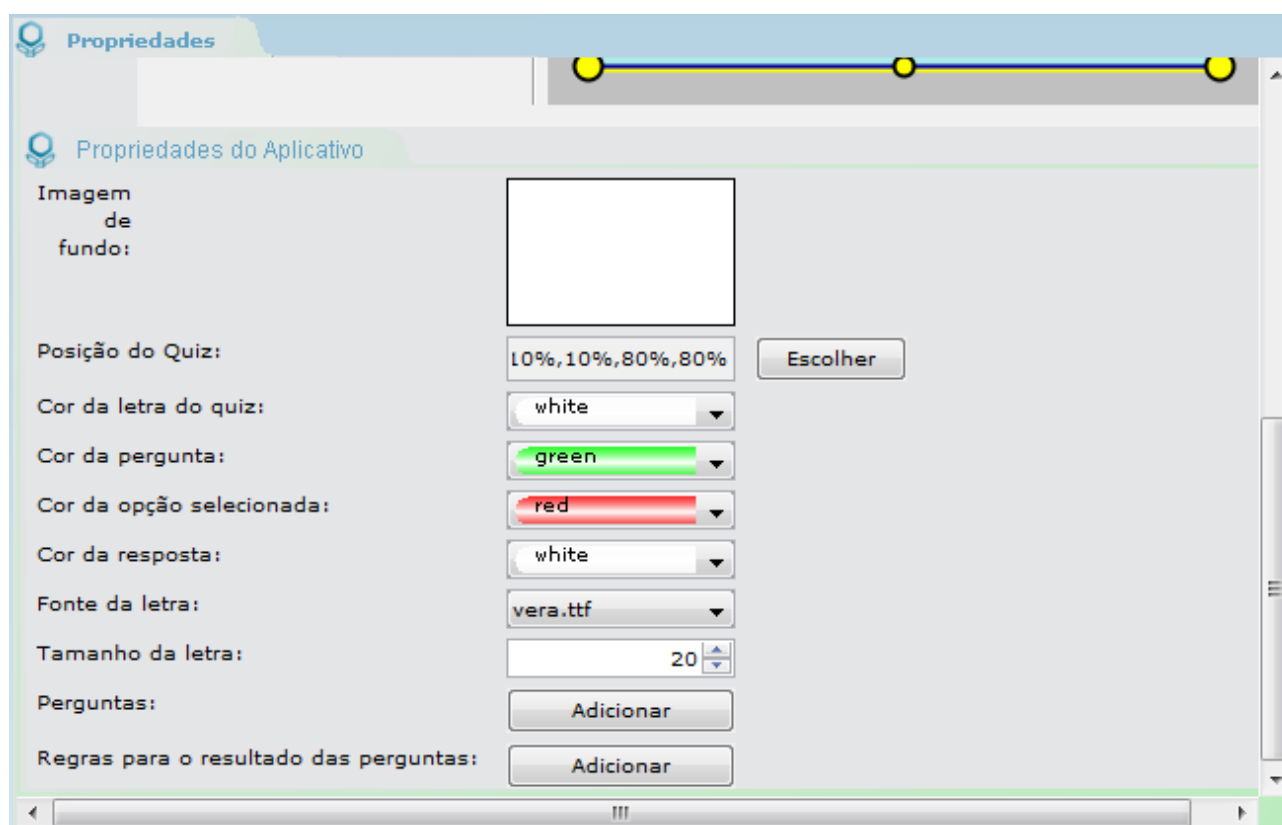 Propriedades
Propriedades do Aplicativo
Imagem
de
fundo:
Posição do Quiz:
10%,10%,80%,80%
Escolher
Cor da letra do quiz:
white
Cor da pergunta:
green
Cor da opção selecionada:
red
Cor da resposta:
white
Fonte da letra:
vera.ttf
Tamanho da letra:
20
Perguntas:
Adicionar
Regras para o resultado das perguntas:
Adicionar